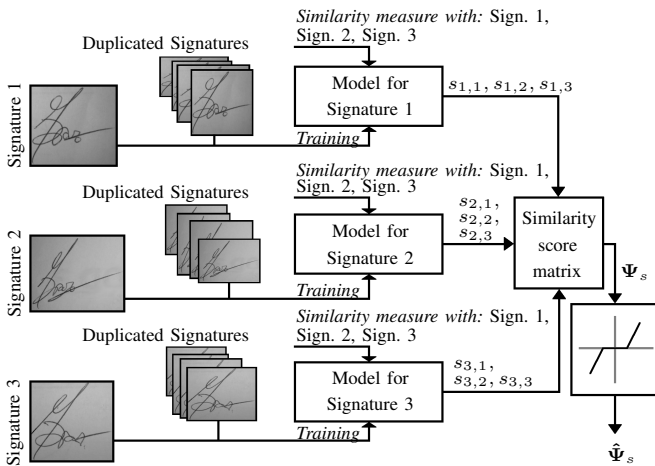 Similarity measure with: Sign. 1,
Sign. 2, Sign. 3
Duplicated Signatures
Signature 1
Model for
Signature 1
s1,1, s1,2, s1,3
Training
Similarity measure with: Sign. 1,
Sign. 2, Sign. 3
Duplicated Signatures
Signature 2
Model for
Signature 2
s2,1,
s2,2,
s2,3
Training
Similarity
score
matrix
Ψs
Similarity measure with: Sign. 1,
Sign. 2, Sign. 3
Duplicated Signatures
Signature 3
Model for
Signature 3
s3,1,
s3,2, s3,3
Training
Ψ̂s